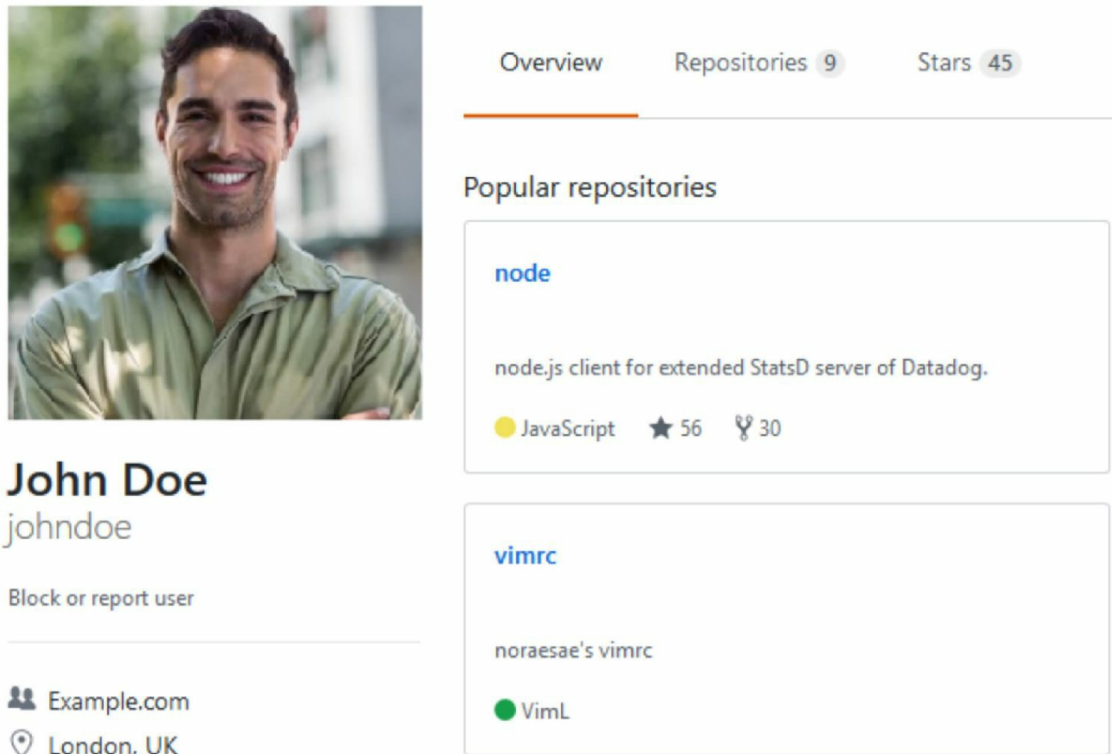 Overview Repositories 9 Stars 45
Popular repositories
node
node.js client for extended StatsD server of Datadog.
JavaScript 56 30
vimrc
noraesae's vimrc
VimL
John Doe
johndoe
Block or report user
Example.com
London, UK